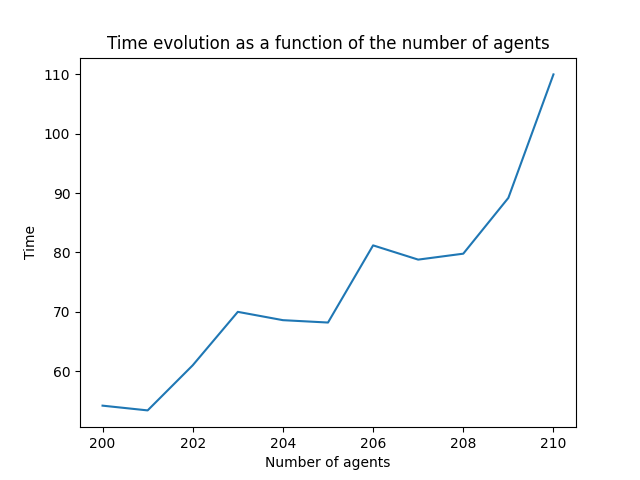 Time evolution as a function of the number of agents
110
100
90
80
70
60
Time
200 202 204 206 208 210
Number of agents